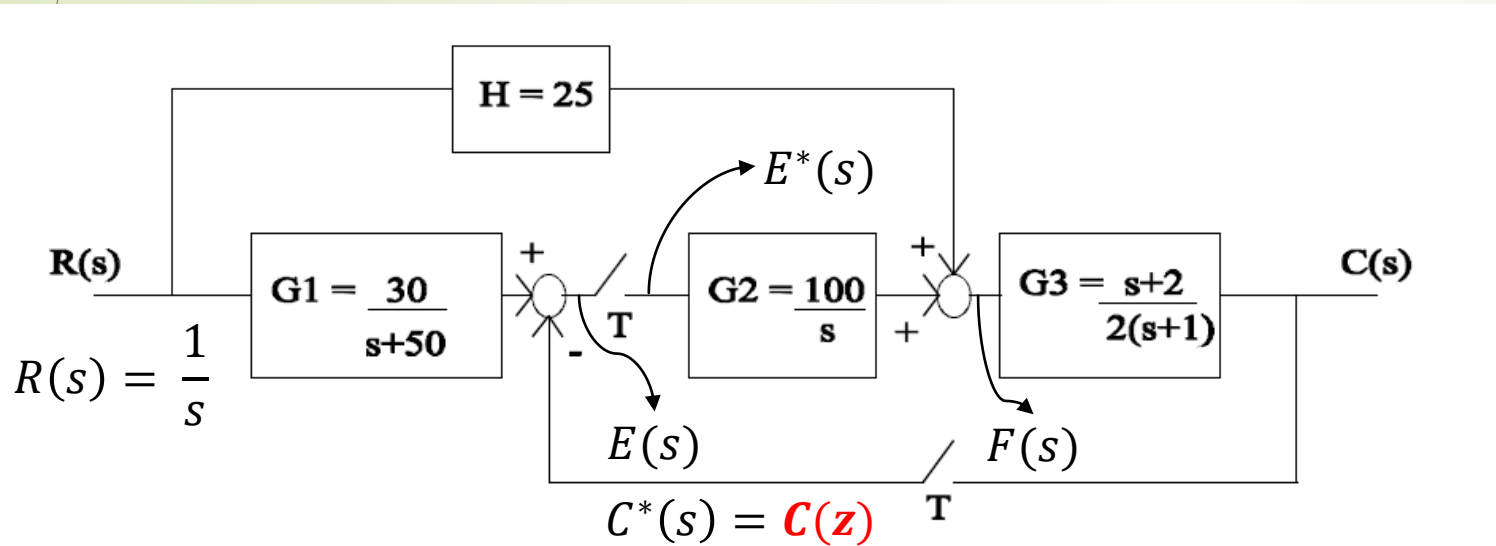 H = 25
E*(s)
R(s)
G1 = 30
s+50
+
T
-
G2 = 100
s
+
+
G3 = s+2
2(s+1)
C(s)
R(s) = 1
s
E(s)
F(s)
C*(s) = C(z)
T